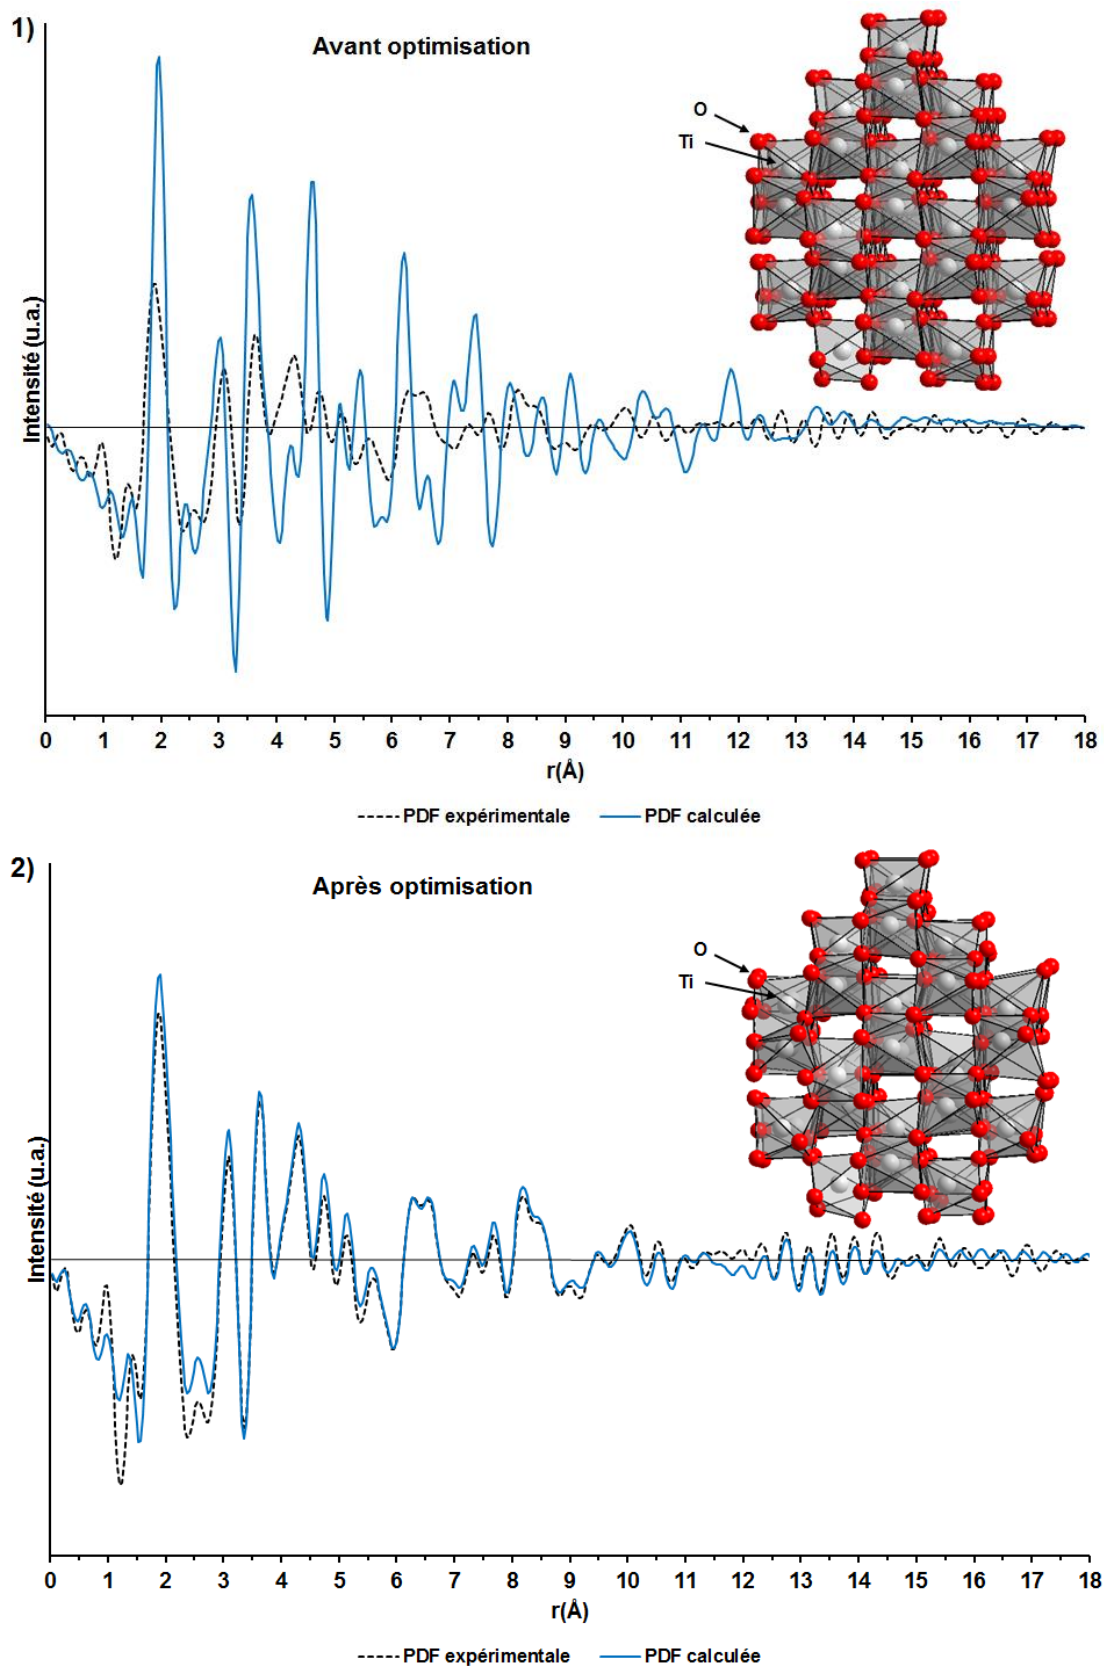 1)
Avant optimisation
O
Ti
Intensité (u.a.)
0 1 2 3 4 5 6 7 8 9 10 11 12 13 14 15 16 17 18
r(Å)
PDF expérimentale PDF calculée
2)
Après optimisation
O
Ti
Intensité (u.a.)
0 1 2 3 4 5 6 7 8 9 10 11 12 13 14 15 16 17 18
r(Å)
PDF expérimentale PDF calculée